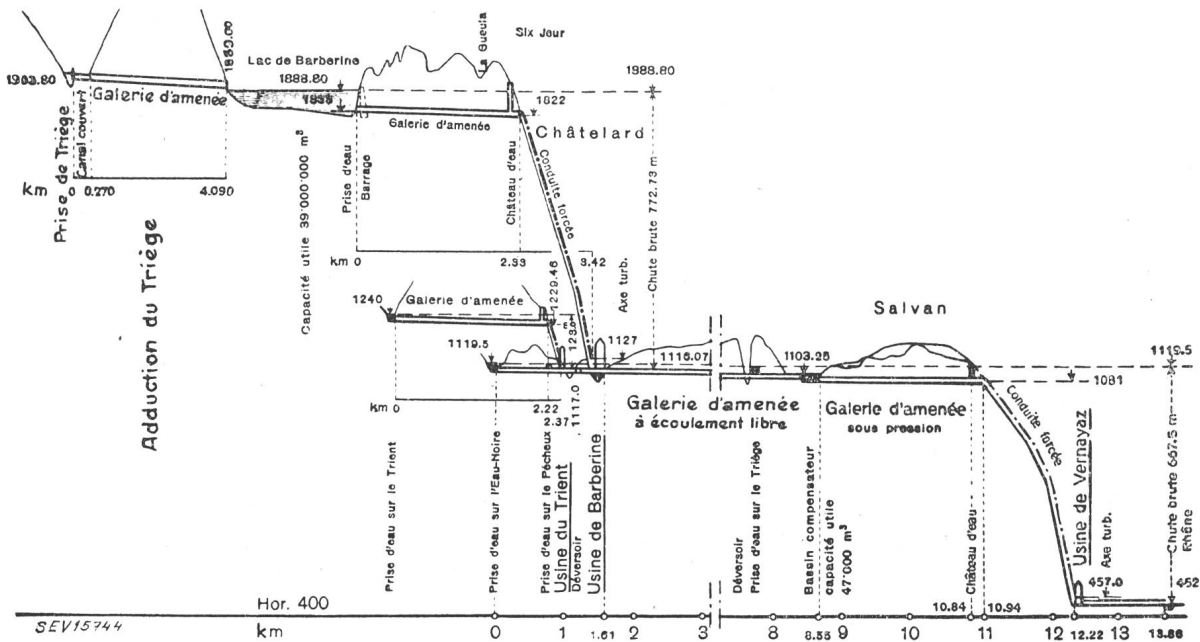 Six Jour
La Gueula
1880.00
Lac de Barberine
1888.80
1988.80
1903.80
Galerie d'amenée
1838
1822
Canal couvert
Galerie d'amenée
Châtelard
Prise de Triège
km 0 0.270 4.090
Adduction du Triège
Capacité utile 39'000'000 m³
Prise d'eau
Barrage
Château d'eau
Conduite forcée
Chute brute 772.73 m
km 0 2.33 3.42
1229.46
Axe turb.
1240
Galerie d'amenée
Salvan
1119.5
1127
1116.07
1103.25
1119.5
1081
km 0 2.22
2.37
1117.0
Galerie d'amenée
à écoulement libre
Galerie d'amenée
sous pression
Conduite forcée
Prise d'eau sur le Trient
Prise d'eau sur l'Eau-Noire
Prise d'eau sur le Pécheux
Usine du Trient
Déversoir
Usine de Barberine
Déversoir
Prise d'eau sur le Triège
Bassin compensateur
capacité utile
47'000 m³
Château d'eau
Usine de Vernayaz
Axe turb.
Chute brute 667.5 m
Rhône
457.0
452
10.84
10.94
Hor. 400
SEV15744
km 0 1 1.61 2 3 8 8.55 9 10 11 12 12.22 13 13.86